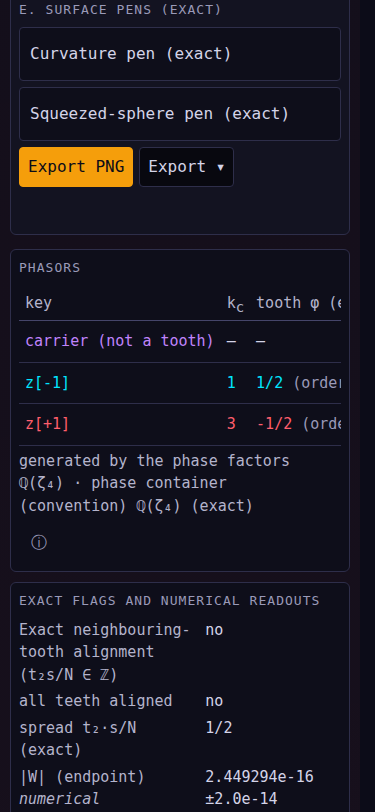 E. SURFACE PENS (EXACT)
Curvature pen (exact)
Squeezed-sphere pen (exact)
Export PNG Export ▾
PHASORS
key k_c tooth φ (e
carrier (not a tooth) — —
z[-1] 1 1/2 (order
z[+1] 3 -1/2 (orde
generated by the phase factors
ℚ(ζ₄) · phase container
(convention) ℚ(ζ₄) (exact)
ⓘ
EXACT FLAGS AND NUMERICAL READOUTS
Exact neighbouring- no
tooth alignment
(t₂s/N ∈ ℤ)
all teeth aligned no
spread t₂·s/N 1/2
(exact)
|W| (endpoint) 2.449294e-16
numerical ±2.0e-14